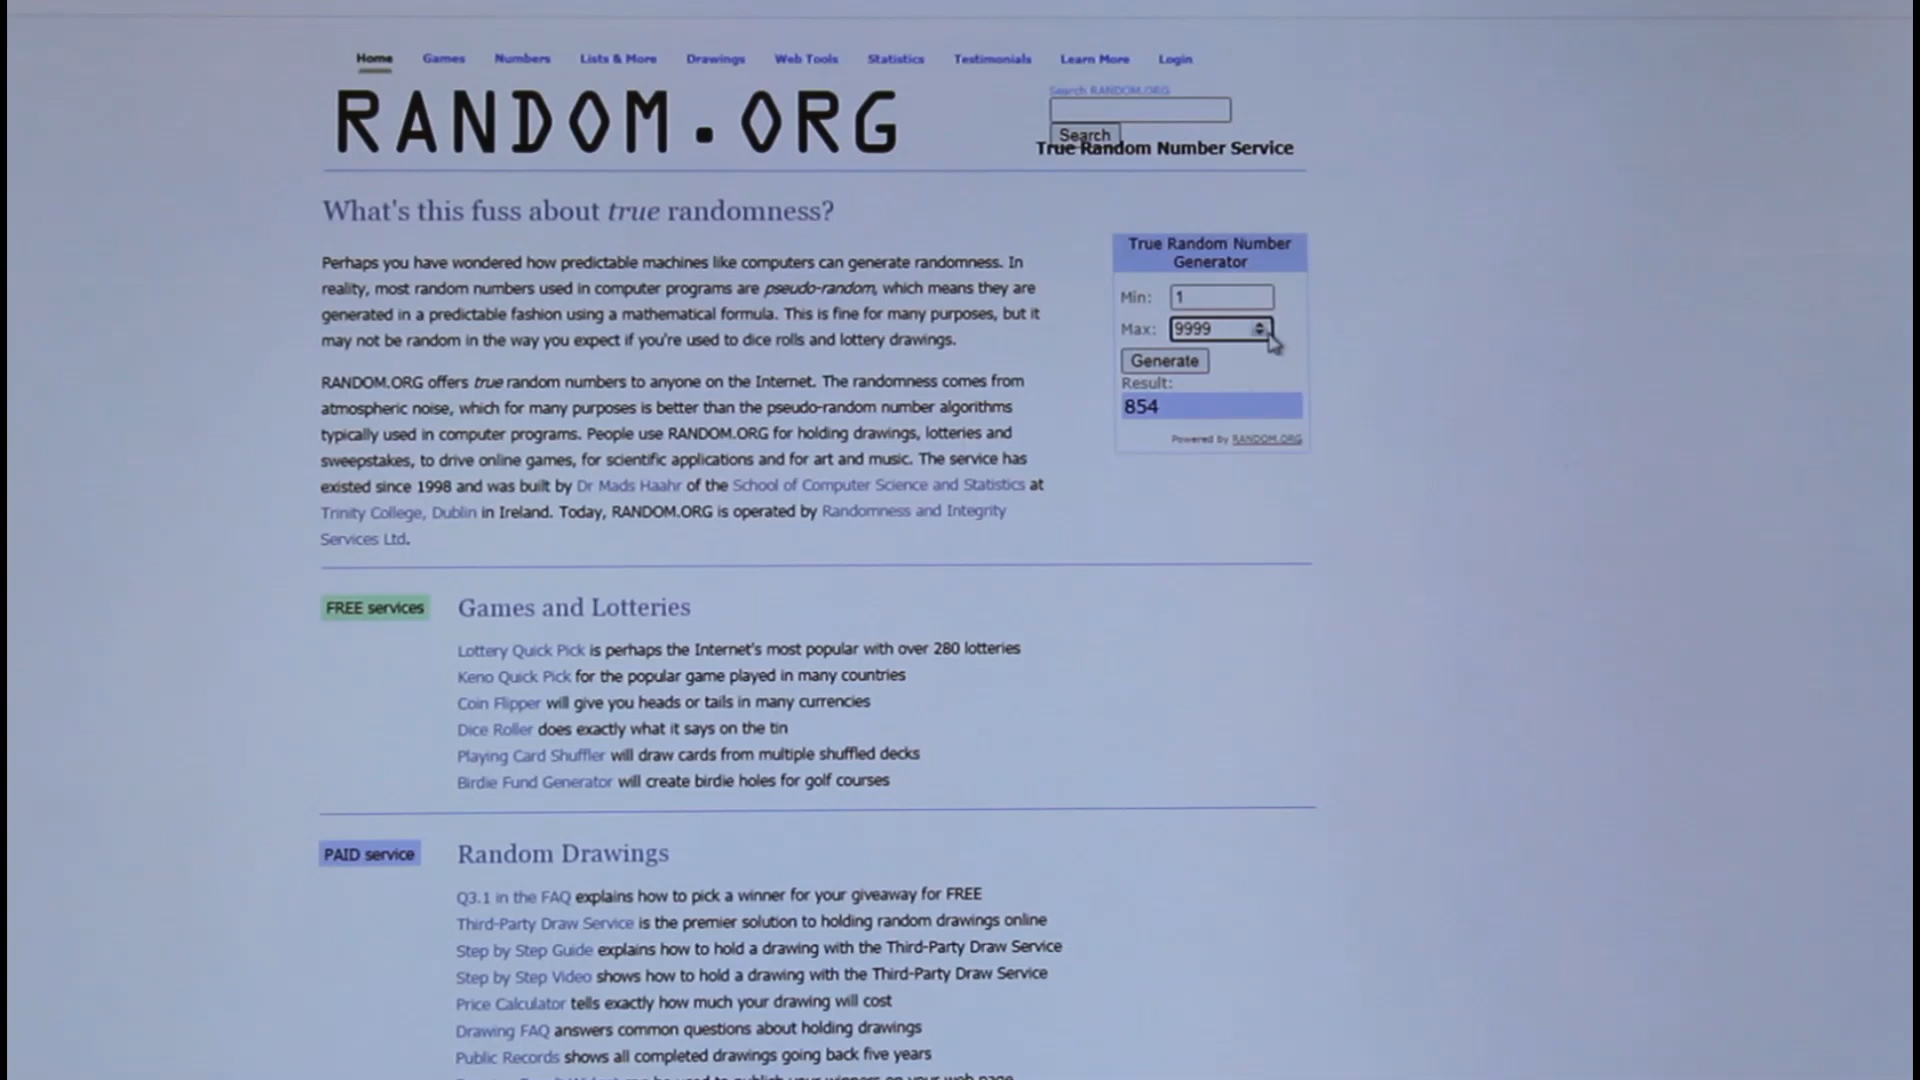 Home Games Numbers Lists & More Drawings Web Tools Statistics Testimonials Learn More Login
RANDOM.ORG
Search RANDOM.ORG
Search
True Random Number Service
What's this fuss about true randomness?
Perhaps you have wondered how predictable machines like computers can generate randomness. In
reality, most random numbers used in computer programs are pseudo-random, which means they are
generated in a predictable fashion using a mathematical formula. This is fine for many purposes, but it
may not be random in the way you expect if you're used to dice rolls and lottery drawings.
RANDOM.ORG offers true random numbers to anyone on the Internet. The randomness comes from
atmospheric noise, which for many purposes is better than the pseudo-random number algorithms
typically used in computer programs. People use RANDOM.ORG for holding drawings, lotteries and
sweepstakes, to drive online games, for scientific applications and for art and music. The service has
existed since 1998 and was built by Dr Mads Haahr of the School of Computer Science and Statistics at
Trinity College, Dublin in Ireland. Today, RANDOM.ORG is operated by Randomness and Integrity
Services Ltd.
True Random Number
Generator
Min: 1
Max: 9999
Generate
Result:
854
Powered by RANDOM.ORG
FREE services
Games and Lotteries
Lottery Quick Pick is perhaps the Internet's most popular with over 280 lotteries
Keno Quick Pick for the popular game played in many countries
Coin Flipper will give you heads or tails in many currencies
Dice Roller does exactly what it says on the tin
Playing Card Shuffler will draw cards from multiple shuffled decks
Birdie Fund Generator will create birdie holes for golf courses
PAID service
Random Drawings
Q3.1 in the FAQ explains how to pick a winner for your giveaway for FREE
Third-Party Draw Service is the premier solution to holding random drawings online
Step by Step Guide explains how to hold a drawing with the Third-Party Draw Service
Step by Step Video shows how to hold a drawing with the Third-Party Draw Service
Price Calculator tells exactly how much your drawing will cost
Drawing FAQ answers common questions about holding drawings
Public Records shows all completed drawings going back five years